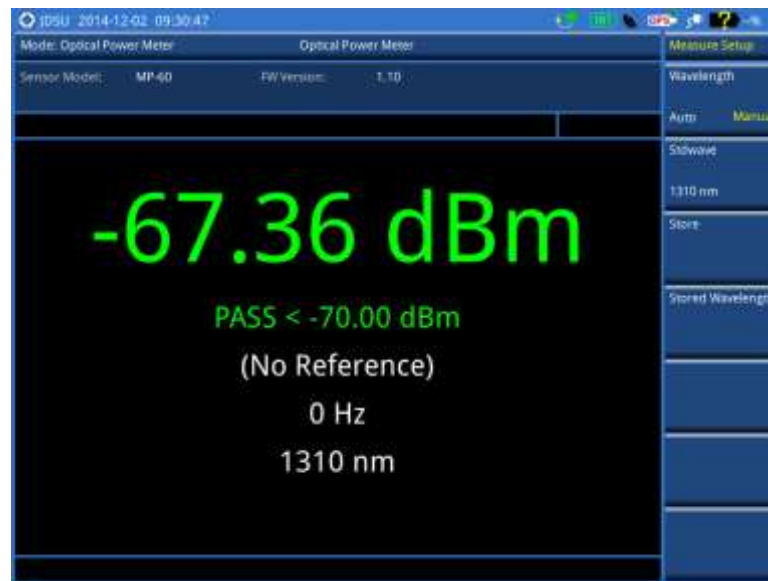 JDSU 2014-12-02 09:30:47
GPS
?
Mode: Optical Power Meter
Optical Power Meter
Measure Setup
Sensor Model: MP-60
FW Version: 1.10
Wavelength
Auto Manua
Stdwave
1310 nm
Store
Stored Wavelengt
-67.36 dBm
PASS < -70.00 dBm
(No Reference)
0 Hz
1310 nm